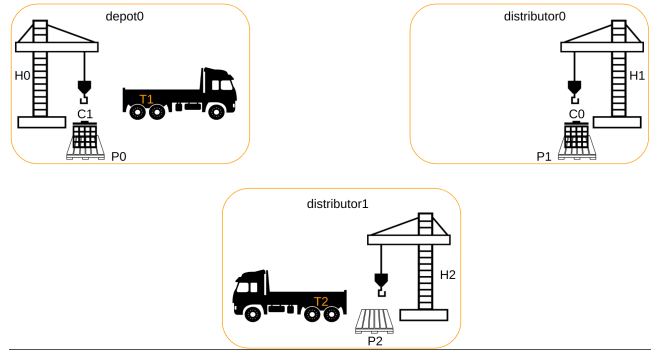 depot0
distributor0
H0
T1
H1
C1
C0
P0
P1
distributor1
H2
T2
P2